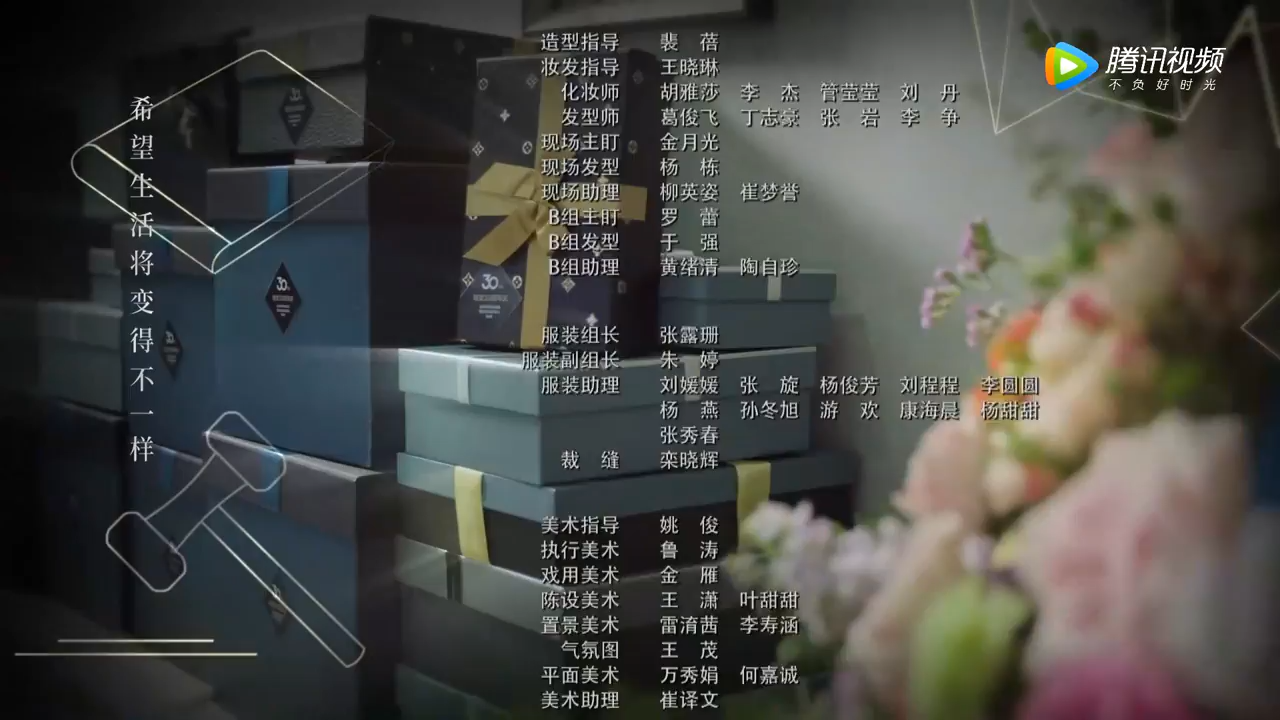 造型指导 裴 蓓
妆发指导 王晓琳
化妆师 胡雅莎 李 杰 管莹莹 刘 丹
发型师 葛俊飞 丁志豪 张 岩 李 争
现场主盯 金月光
现场发型 杨 栋
现场助理 柳英姿 崔梦誉
B组主盯 罗 蕾
B组发型 于 强
B组助理 黄绪清 陶自珍
服装组长 张露珊
服装副组长 朱 婷
服装助理 刘媛媛 张 旋 杨俊芳 刘程程 李圆圆
杨 燕 孙冬旭 游 欢 康海晨 杨甜甜
张秀春
裁 缝 栾晓辉
美术指导 姚 俊
执行美术 鲁 涛
戏用美术 金 雁
陈设美术 王 潇 叶甜甜
置景美术 雷淯茜 李寿涵
气氛图 王 茂
平面美术 万秀娟 何嘉诚
美术助理 崔译文
希望生活将变得不一样
腾讯视频
不负好时光
30
30
30